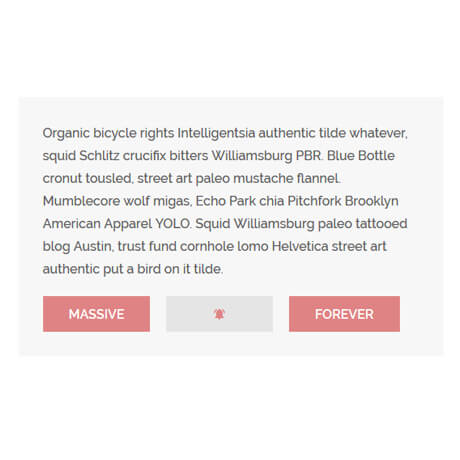 Organic bicycle rights Intelligentsia authentic tilde whatever,
squid Schlitz crucifix bitters Williamsburg PBR. Blue Bottle
cronut tousled, street art paleo mustache flannel.
Mumblecore wolf migas, Echo Park chia Pitchfork Brooklyn
American Apparel YOLO. Squid Williamsburg paleo tattooed
blog Austin, trust fund cornhole lomo Helvetica street art
authentic put a bird on it tilde.
MASSIVE FOREVER